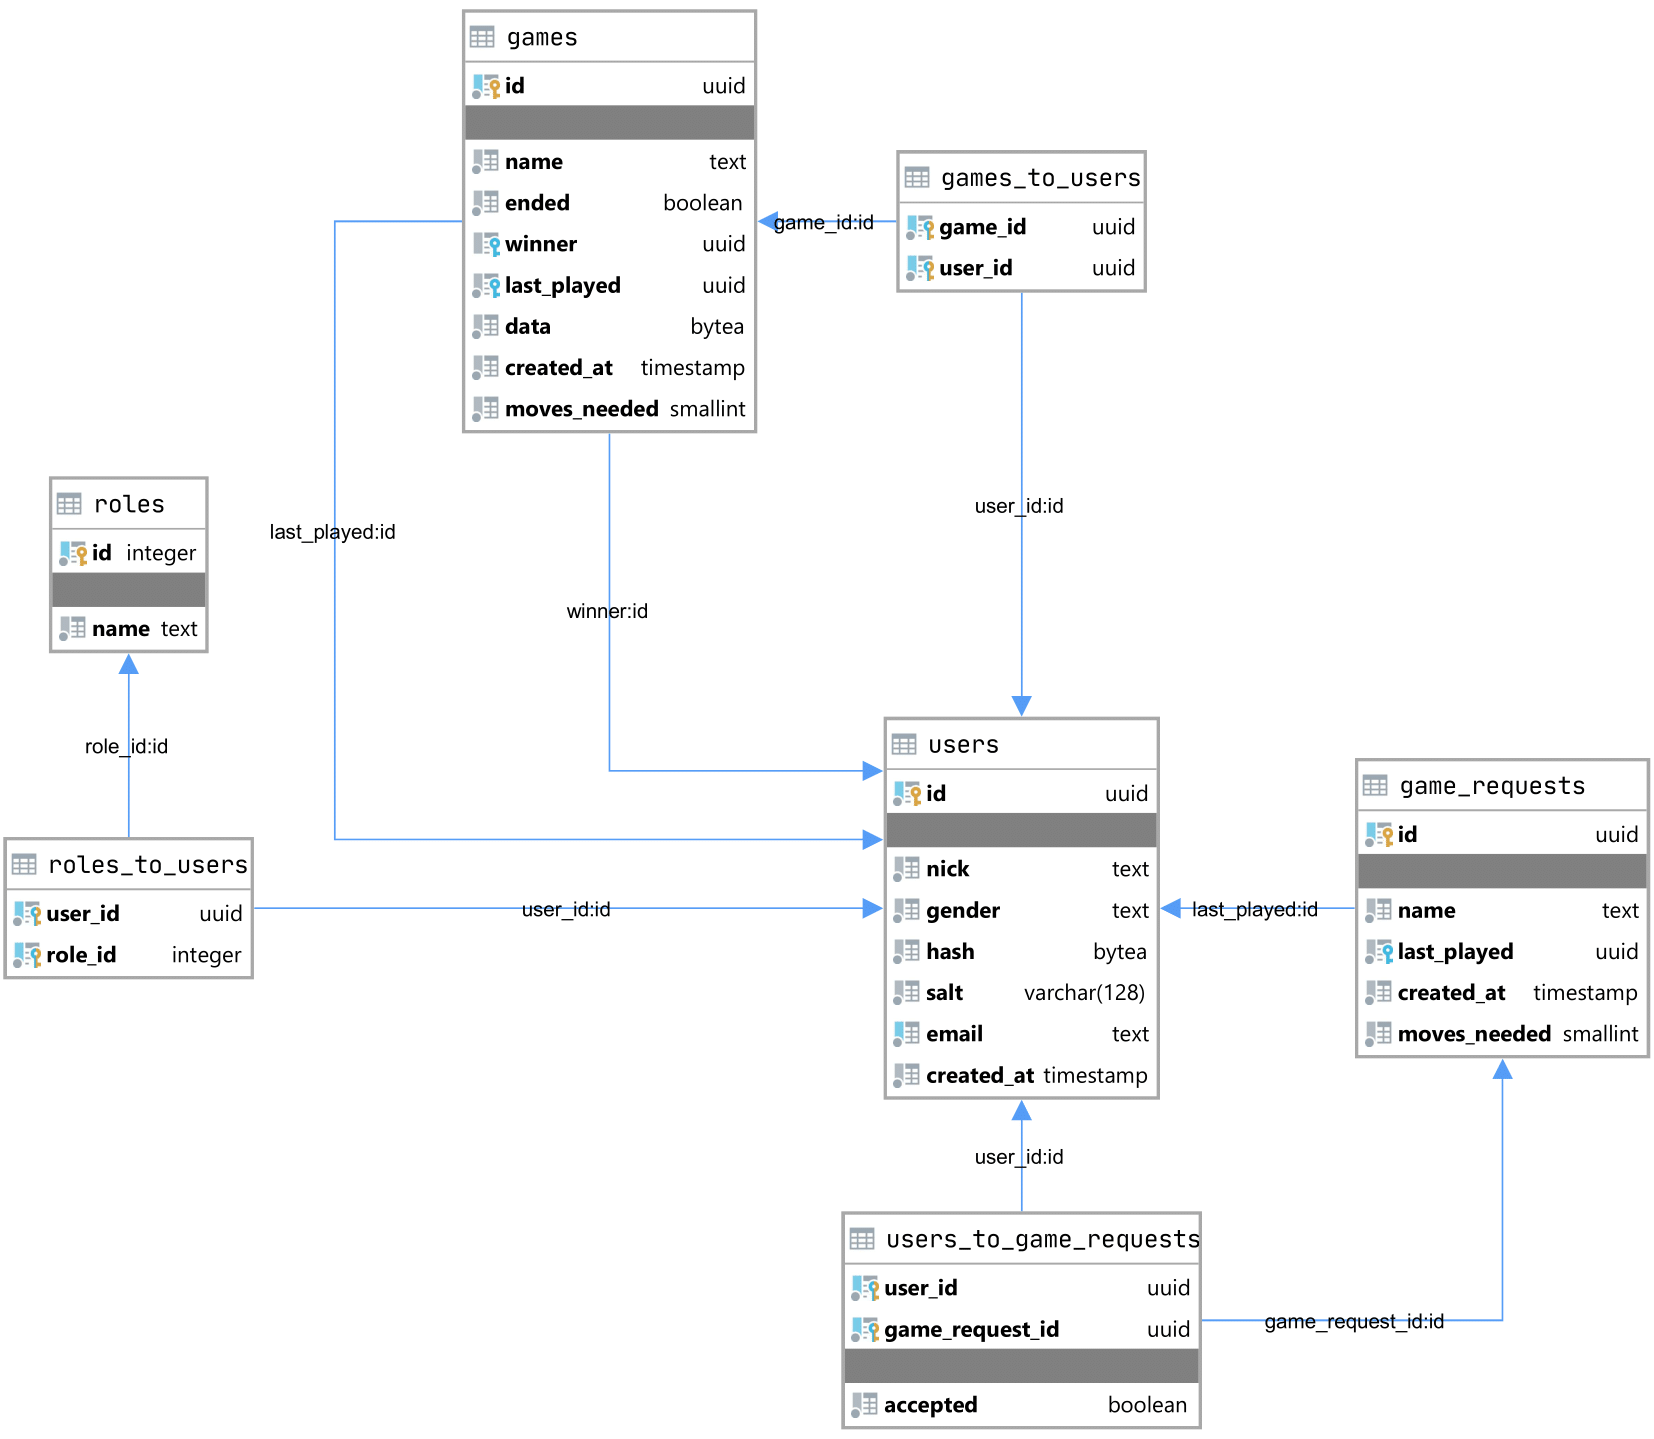 games
id uuid
name text
ended boolean
winner uuid
last_played uuid
data bytea
created_at timestamp
moves_needed smallint
games_to_users
game_id uuid
user_id uuid
game_id:id
user_id:id
last_played:id
winner:id
roles
id integer
name text
role_id:id
roles_to_users
user_id uuid
role_id integer
user_id:id
users
id uuid
nick text
gender text
hash bytea
salt varchar(128)
email text
created_at timestamp
last_played:id
game_requests
id uuid
name text
last_played uuid
created_at timestamp
moves_needed smallint
user_id:id
users_to_game_requests
user_id uuid
game_request_id uuid
accepted boolean
game_request_id:id